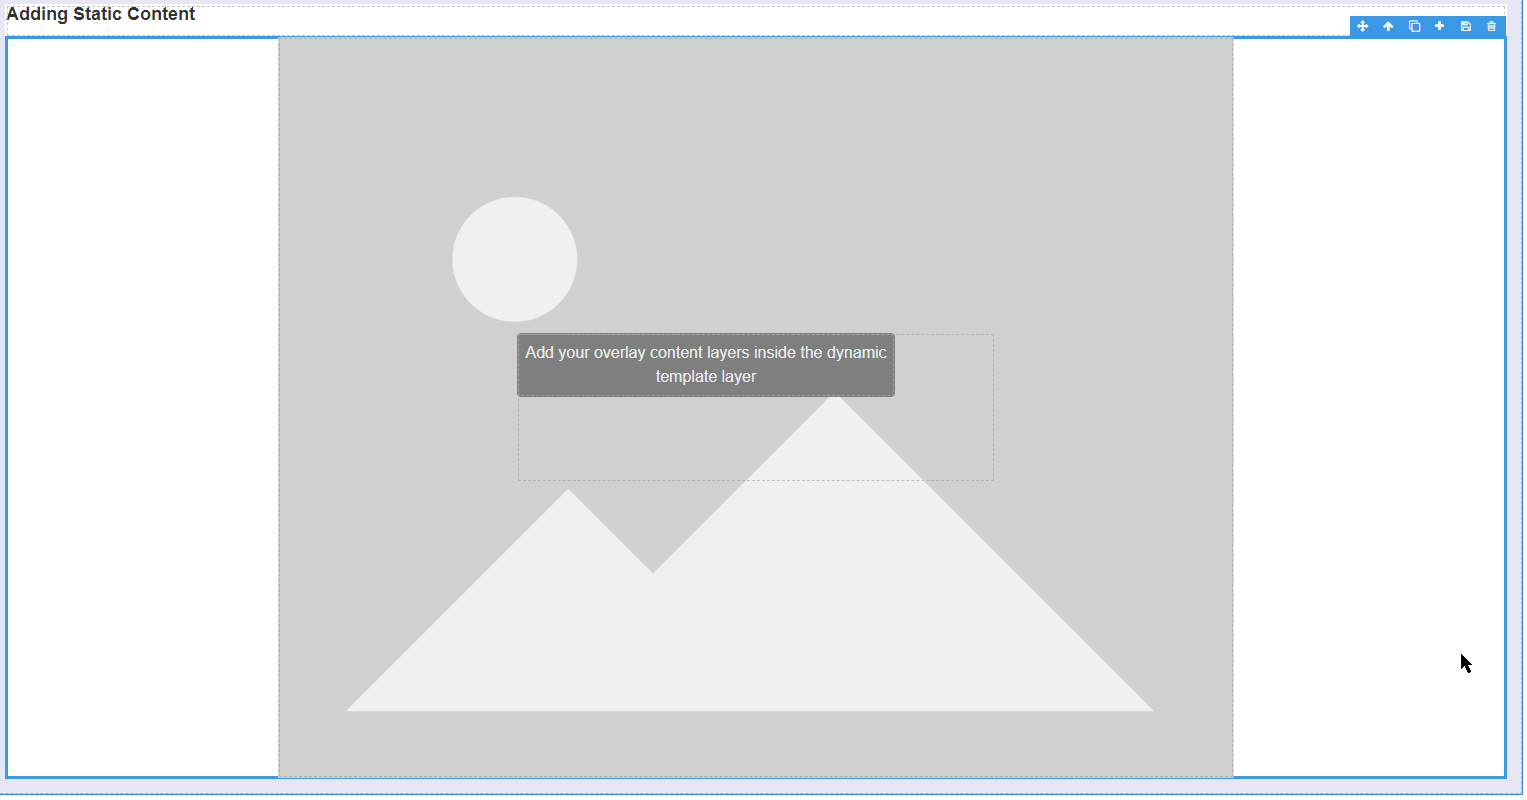 Adding Static Content
Add your overlay content layers inside the dynamic
template layer